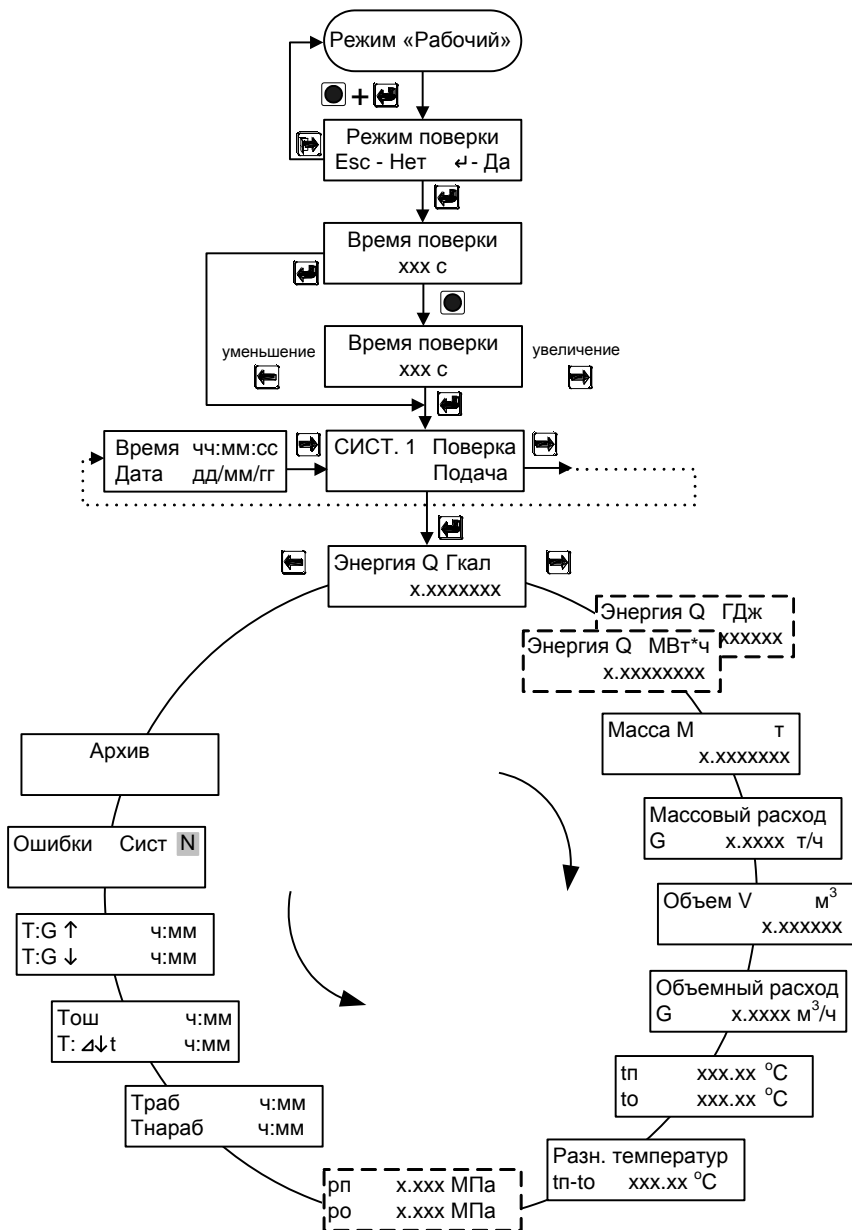 Режим «Рабочий»
+
Режим поверки
Esc - Нет ↵- Да
Время поверки
xxx с
Время поверки
xxx с
уменьшение
увеличение
Время чч:мм:сс
Дата дд/мм/гг
СИСТ. 1 Поверка
Подача
Энергия Q Гкал
x.xxxxxxx
Энергия Q ГДж
xxxxxx
Энергия Q МВт*ч
x.xxxxxxxx
Масса М т
x.xxxxxxx
Массовый расход
G x.xxxx т/ч
Объем V м³
x.xxxxxx
Объемный расход
G x.xxxx м³/ч
tп xxx.xx °C
tо xxx.xx °C
Разн. температур
tп-tо xxx.xx °C
рп x.xxx МПа
ро x.xxx МПа
Траб ч:мм
Тнараб ч:мм
Тош ч:мм
Т: ⊿↓t ч:мм
T:G ↑ ч:мм
T:G ↓ ч:мм
Ошибки Сист N
Архив